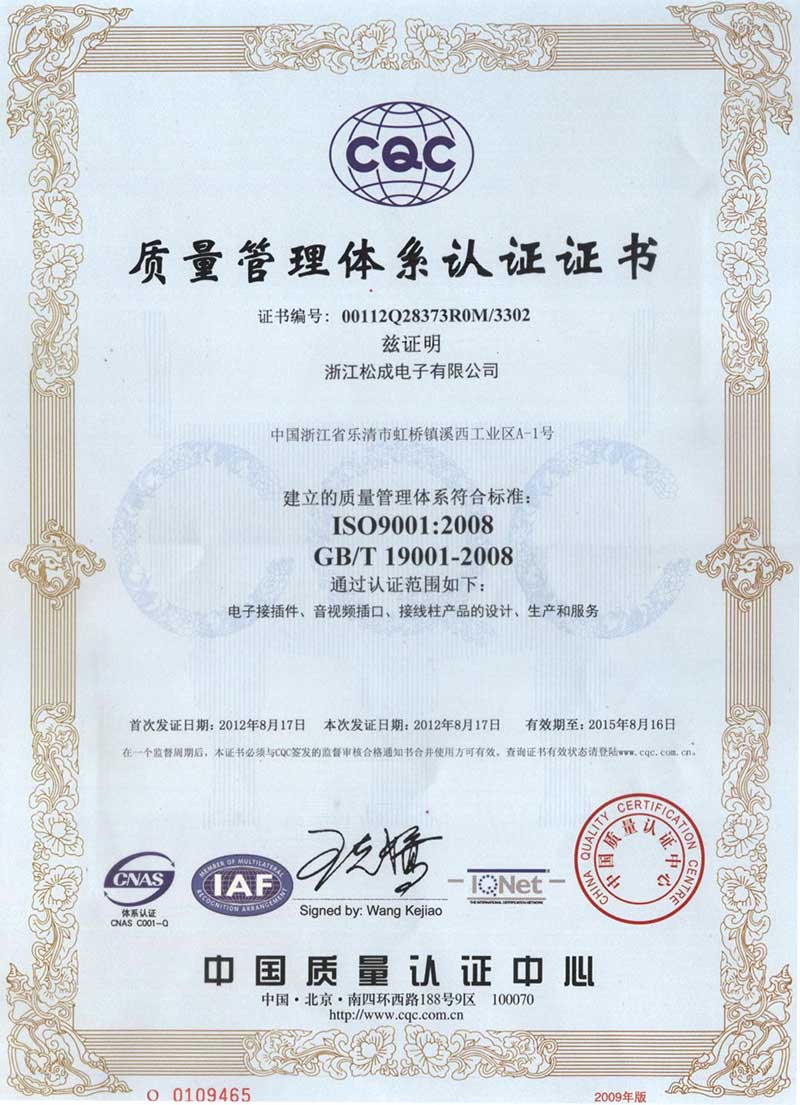 CQC
质量管理体系认证证书
证书编号: 00112Q28373R0M/3302
兹证明
浙江松成电子有限公司
中国浙江省乐清市虹桥镇溪西工业区A-1号
建立的质量管理体系符合标准:
ISO9001:2008
GB/T 19001-2008
通过认证范围如下:
电子接插件、音视频插口、接线柱产品的设计、生产和服务
首次发证日期: 2012年8月17日 本次发证日期: 2012年8月17日 有效期至: 2015年8月16日
在一个监督周期后,本证书必须与CQC签发的监督审核合格通知书合并使用方可有效。查询证书有效状态请登陆www.cqc.com.cn。
CHINA QUALITY CERTIFICATION CENTRE
中国质量认证中心
CNAS
体系认证
CNAS C001-Q
MEMBER OF MULTILATERAL
IAF
RECOGNITION ARRANGEMENT
Signed by: Wang Kejiao
IQNet
THE INTERNATIONAL CERTIFICATION NETWORK
中国质量认证中心
中国·北京·南四环西路188号9区 100070
http://www.cqc.com.cn
O 0109465
2009年版